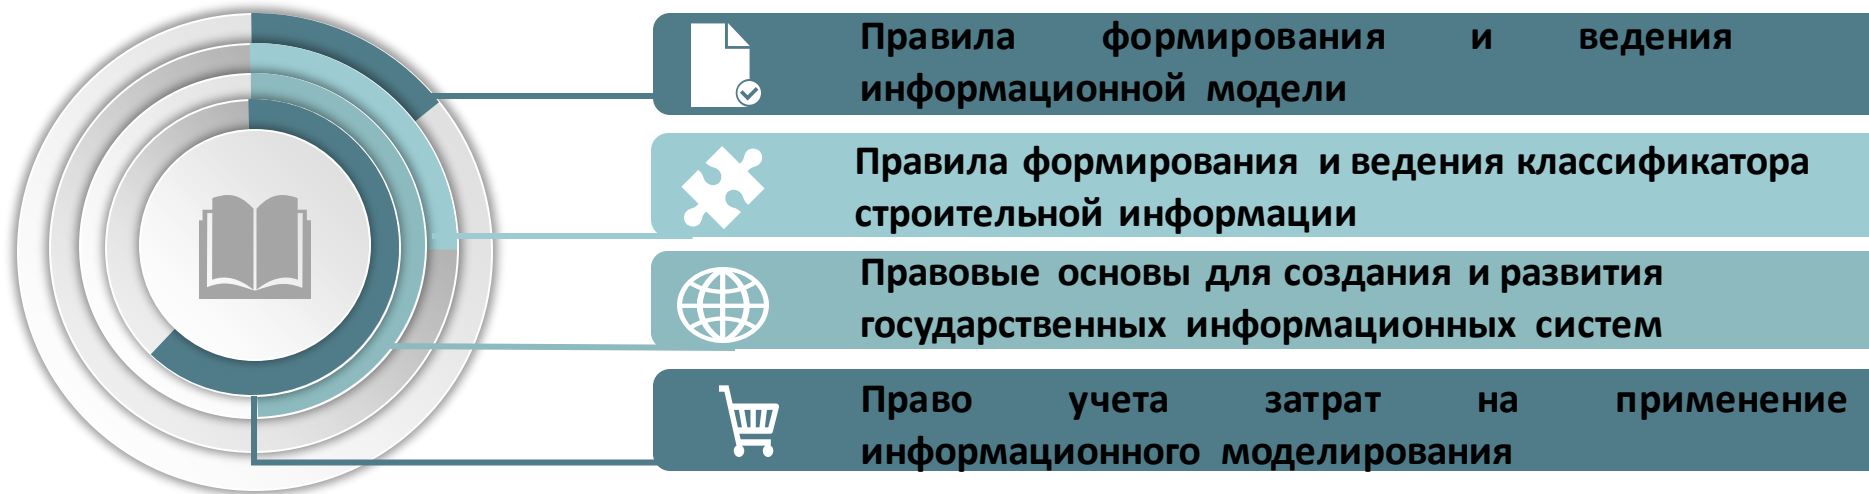 Правила формирования и ведения
информационной модели
Правила формирования и ведения классификатора
строительной информации
Правовые основы для создания и развития
государственных информационных систем
Право учета затрат на применение
информационного моделирования